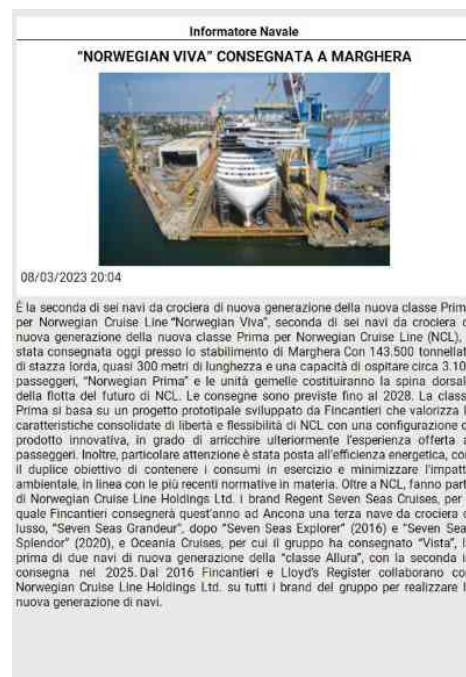 Informatore Navale
“NORWEGIAN VIVA” CONSEGNATA A MARGHERA
08/03/2023 20:04
È la seconda di sei navi da crociera di nuova generazione della nuova classe Prim
per Norwegian Cruise Line “Norwegian Viva”, seconda di sei navi da crociera d
nuova generazione della nuova classe Prima per Norwegian Cruise Line (NCL),
stata consegnata oggi presso lo stabilimento di Marghera Con 143.500 tonnellat
di stazza lorda, quasi 300 metri di lunghezza e una capacità di ospitare circa 3.10
passeggeri, “Norwegian Prima” e le unità gemelle costituiranno la spina dorsal
della flotta del futuro di NCL. Le consegne sono previste fino al 2028. La class
Prima si basa su un progetto prototipale sviluppato da Fincantieri che valorizza l
caratteristiche consolidate di libertà e flessibilità di NCL con una configurazione d
prodotto innovativa, in grado di arricchire ulteriormente l'esperienza offerta a
passeggeri. Inoltre, particolare attenzione è stata posta all'efficienza energetica, co
il duplice obiettivo di contenere i consumi in esercizio e minimizzare l'impatt
ambientale, in linea con le più recenti normative in materia. Oltre a NCL, fanno part
di Norwegian Cruise Line Holdings Ltd. i brand Regent Seven Seas Cruises, per
quale Fincantieri consegnerà quest'anno ad Ancona una terza nave da crociera d
lusso, “Seven Seas Grandeur”, dopo “Seven Seas Explorer” (2016) e “Seven Sea
Splendor” (2020), e Oceania Cruises, per cui il gruppo ha consegnato “Vista”, l
prima di due navi di nuova generazione della “classe Allura”, con la seconda i
consegna nel 2025. Dal 2016 Fincantieri e Lloyd's Register collaborano co
Norwegian Cruise Line Holdings Ltd. su tutti i brand del gruppo per realizzare l
nuova generazione di navi.